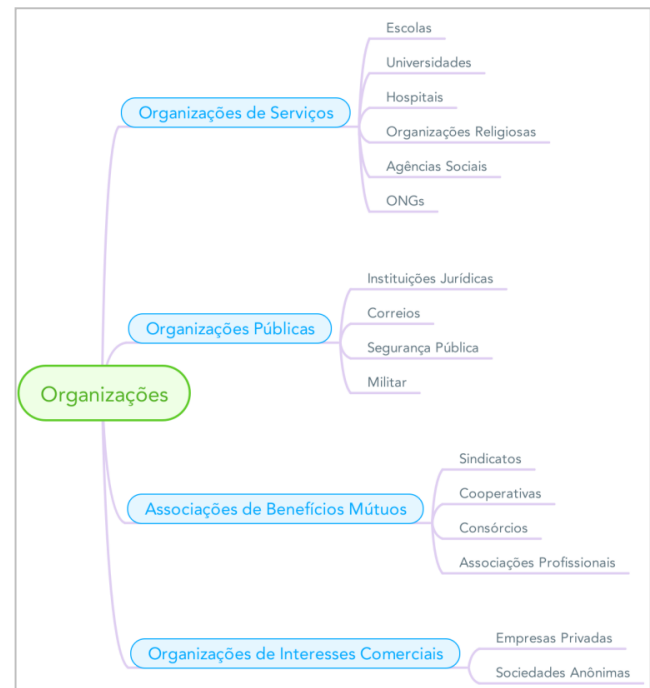 Organizações
Organizações de Serviços
Escolas
Universidades
Hospitais
Organizações Religiosas
Agências Sociais
ONGs
Organizações Públicas
Instituições Jurídicas
Correios
Segurança Pública
Militar
Associações de Benefícios Mútuos
Sindicatos
Cooperativas
Consórcios
Associações Profissionais
Organizações de Interesses Comerciais
Empresas Privadas
Sociedades Anônimas